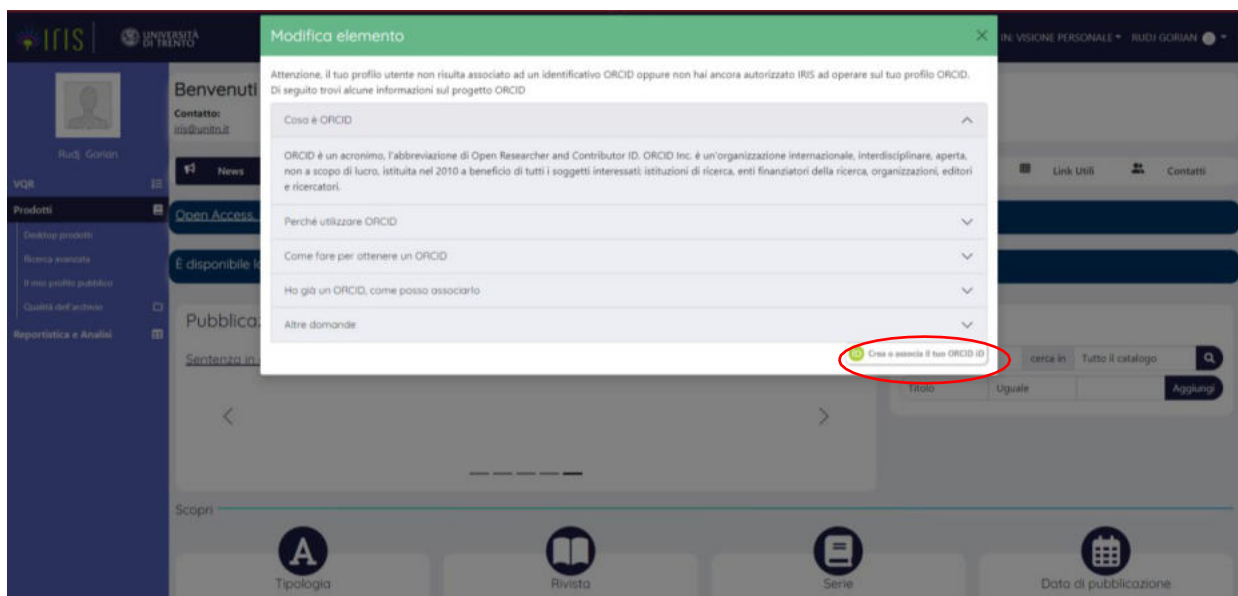 IRIS
UNIVERSITÀ
DI TRENTO
IN: VISIONE PERSONALE
RUDJ GORIAN
Modifica elemento
Attenzione, il tuo profilo utente non risulta associato ad un identificativo ORCID oppure non hai ancora autorizzato IRIS ad operare sul tuo profilo ORCID.
Di seguito trovi alcune informazioni sul progetto ORCID
Cosa è ORCID
ORCID è un acronimo, l'abbreviazione di Open Researcher and Contributor ID. ORCID Inc. é un'organizzazione internazionale, interdisciplinare, aperta,
non a scopo di lucro, istituita nel 2010 a beneficio di tutti i soggetti interessati: istituzioni di ricerca, enti finanziatori della ricerca, organizzazioni, editori
e ricercatori.
Perché utilizzare ORCID
Come fare per ottenere un ORCID
Ho già un ORCID, come posso associarlo
Altre domande
iD Crea o associa il tuo ORCID iD
Rudj Gorian
VQR
Prodotti
Desktop prodotti
Ricerca avanzata
Il mio profilo pubblico
Qualità dell'archivio
Reportistica e Analisi
Benvenuti
Contatto:
iris@unitn.it
News
Link Utili
Contatti
Open Access,
È disponibile
Pubblica
Sentenza in
cerca in
Tutto il catalogo
Titolo
Uguale
Aggiungi
Scopri
A
Tipologia
Rivista
Serie
Data di pubblicazione